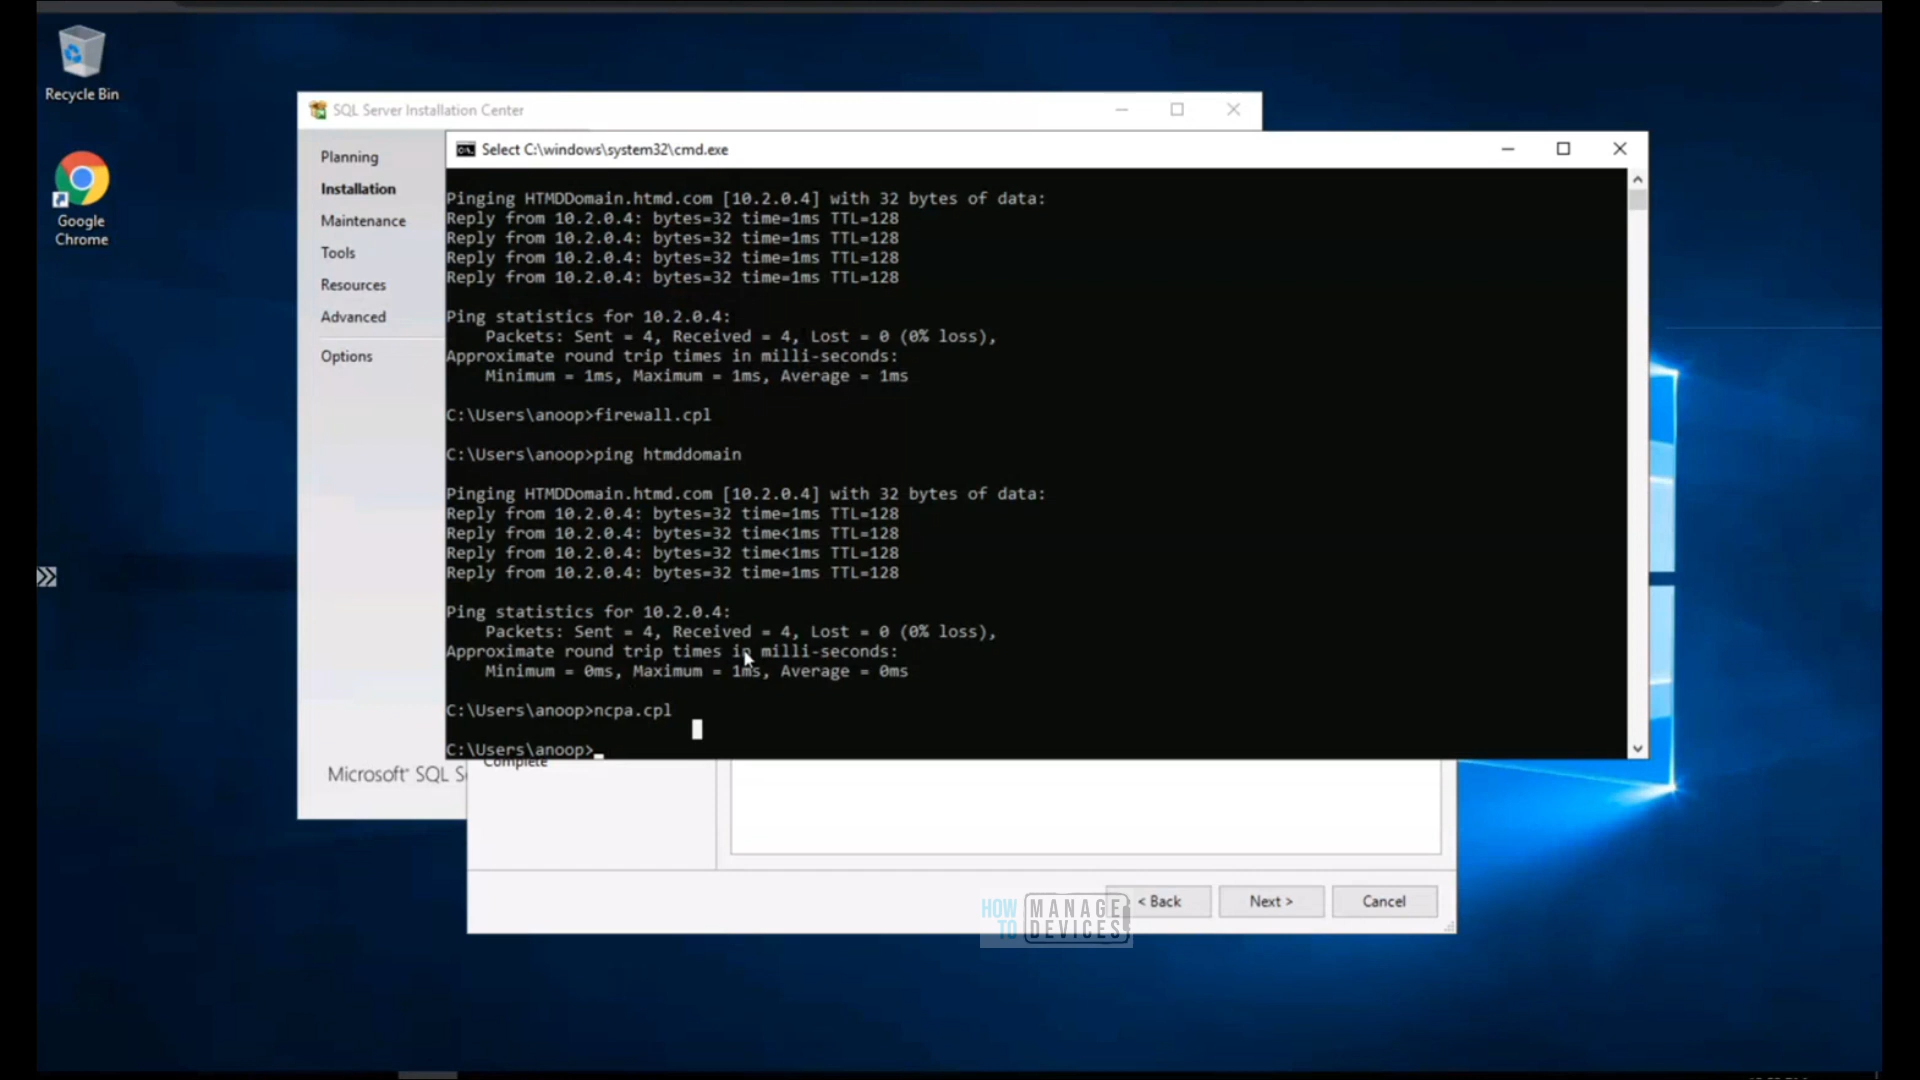 Recycle Bin
Google
Chrome
SQL Server Installation Center
Planning
Installation
Maintenance
Tools
Resources
Advanced
Options
Microsoft® SQL S
Select C:\windows\system32\cmd.exe
Pinging HTMDDomain.htmd.com [10.2.0.4] with 32 bytes of data:
Reply from 10.2.0.4: bytes=32 time=1ms TTL=128
Reply from 10.2.0.4: bytes=32 time=1ms TTL=128
Reply from 10.2.0.4: bytes=32 time=1ms TTL=128
Reply from 10.2.0.4: bytes=32 time=1ms TTL=128
Ping statistics for 10.2.0.4:
Packets: Sent = 4, Received = 4, Lost = 0 (0% loss),
Approximate round trip times in milli-seconds:
Minimum = 1ms, Maximum = 1ms, Average = 1ms
C:\Users\anoop>firewall.cpl
C:\Users\anoop>ping htmddomain
Pinging HTMDDomain.htmd.com [10.2.0.4] with 32 bytes of data:
Reply from 10.2.0.4: bytes=32 time=1ms TTL=128
Reply from 10.2.0.4: bytes=32 time<1ms TTL=128
Reply from 10.2.0.4: bytes=32 time<1ms TTL=128
Reply from 10.2.0.4: bytes=32 time=1ms TTL=128
Ping statistics for 10.2.0.4:
Packets: Sent = 4, Received = 4, Lost = 0 (0% loss),
Approximate round trip times in milli-seconds:
Minimum = 0ms, Maximum = 1ms, Average = 0ms
C:\Users\anoop>ncpa.cpl
C:\Users\anoop>
Complete
< Back
Next >
Cancel
HOW MANAGE
TO DEVICES